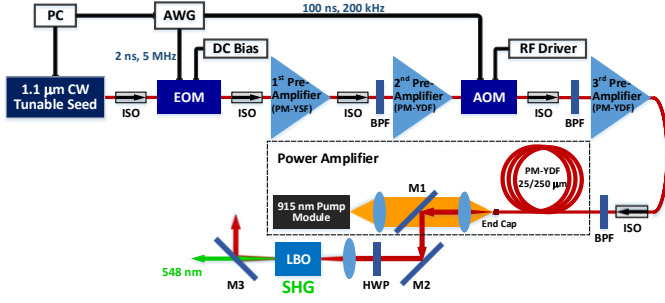 PC
AWG
100 ns, 200 kHz
2 ns, 5 MHz
DC Bias
RF Driver
1.1 µm CW
Tunable Seed
ISO
EOM
ISO
1st Pre-
Amplifier
(PM-YSF)
ISO
BPF
2nd Pre-
Amplifier
(PM-YDF)
AOM
ISO
BPF
3rd Pre-
Amplifier
(PM-YDF)
Power Amplifier
PM-YDF
25/250 µm
M1
915 nm Pump
Module
End Cap
BPF
ISO
548 nm
M3
LBO
SHG
HWP
M2